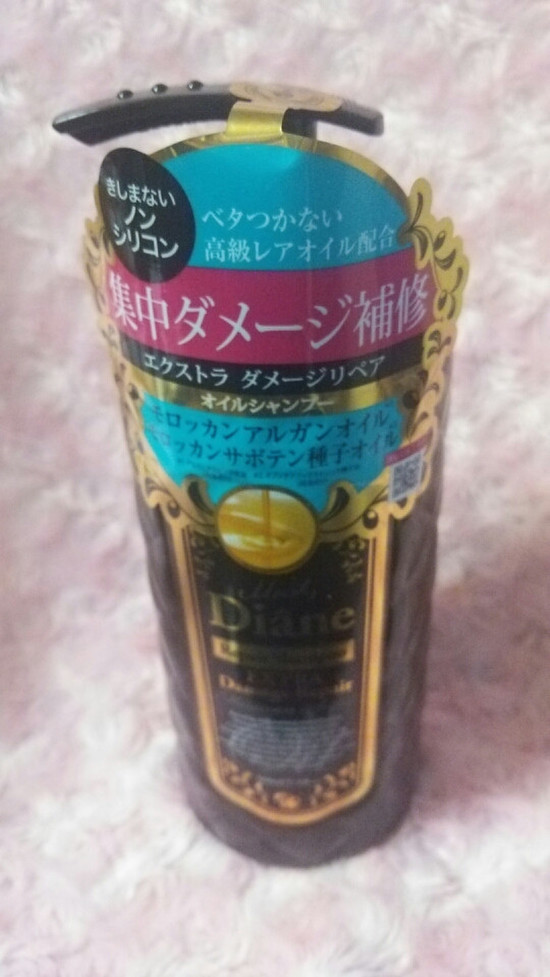 きしまない
ノン
シリコン
ベタつかない
高級レアオイル配合
集中ダメージ補修
エクストラ ダメージリペア
オイルシャンプー
モロッカンアルガンオイル
モロッカンサボテン種子オイル
Moist
Diane
EXTRA
Damage Repair